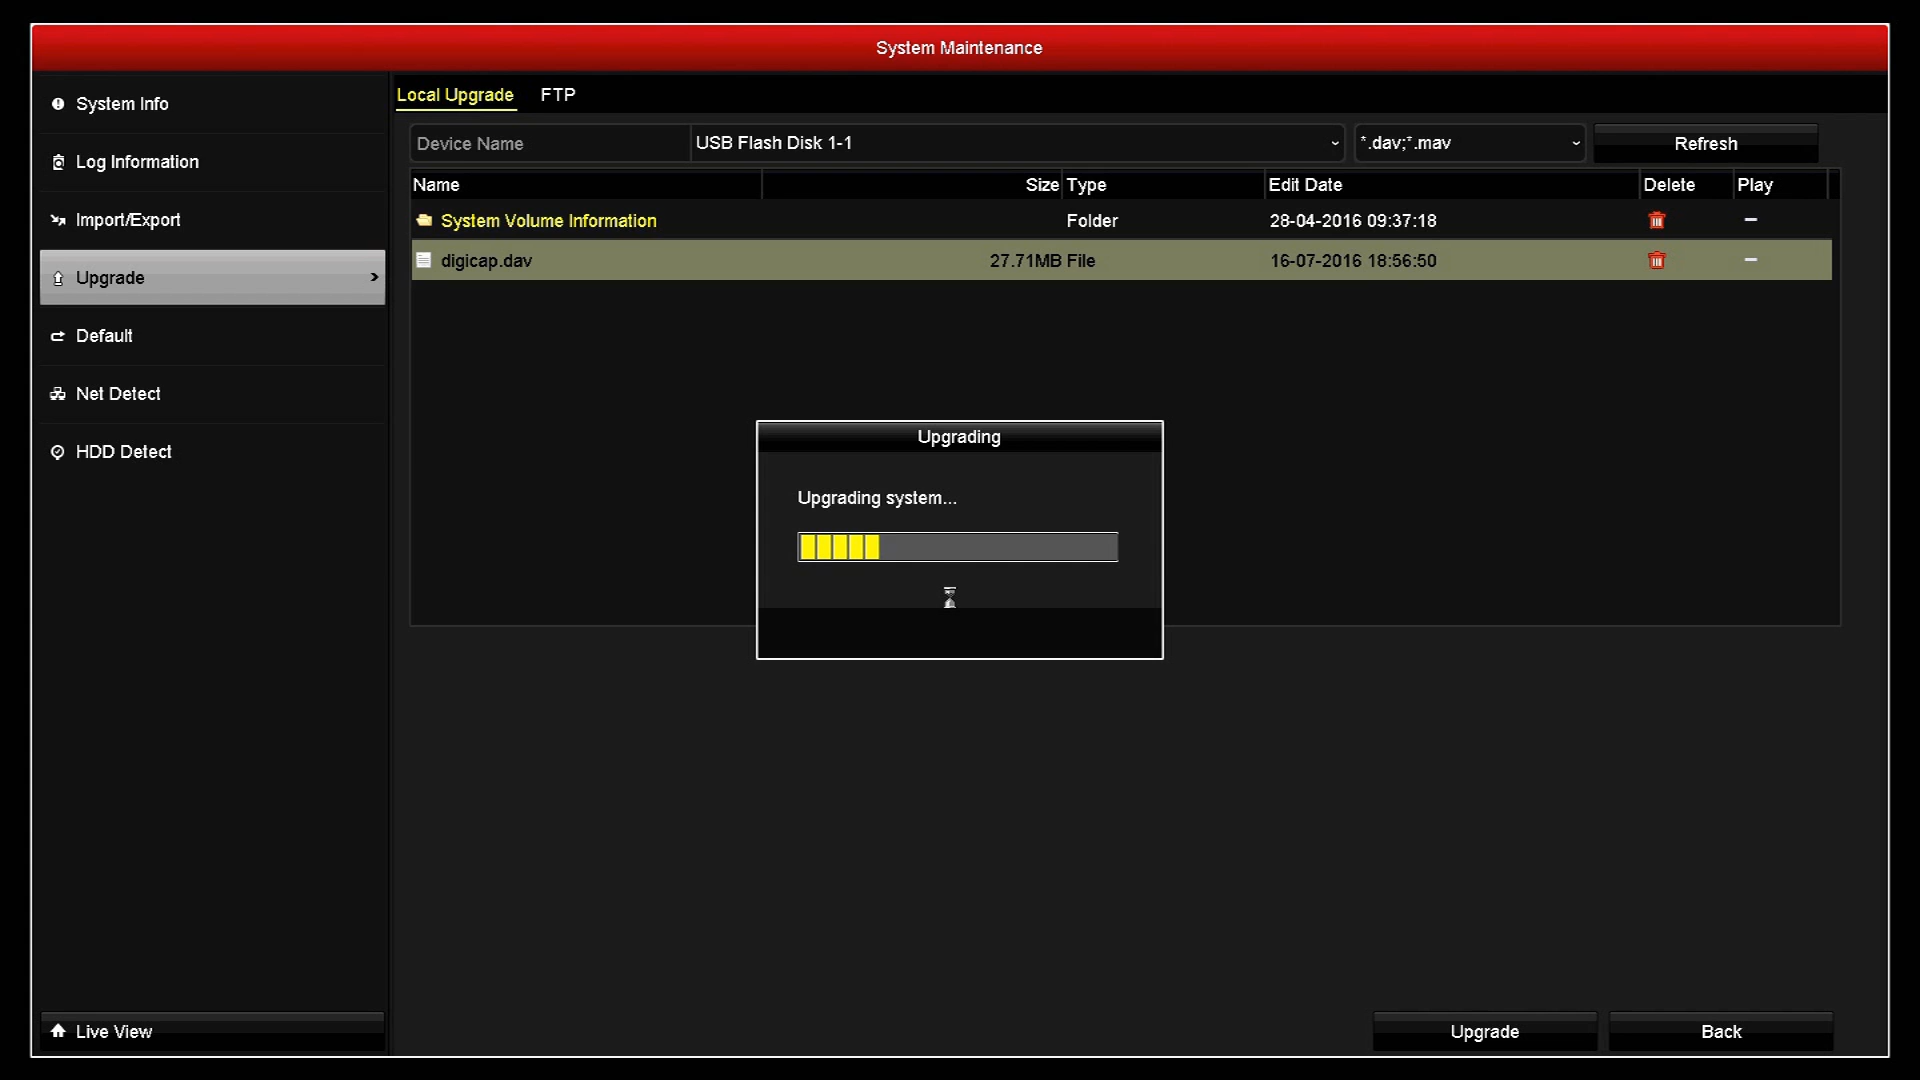 System Maintenance
System Info
Log Information
Import/Export
Upgrade >
Default
Net Detect
HDD Detect
Live View
Local Upgrade FTP
Device Name USB Flash Disk 1-1 *.dav;*.mav Refresh
Name Size Type Edit Date Delete Play
System Volume Information Folder 28-04-2016 09:37:18 –
digicap.dav 27.71MB File 16-07-2016 18:56:50 –
Upgrading
Upgrading system...
Upgrade Back